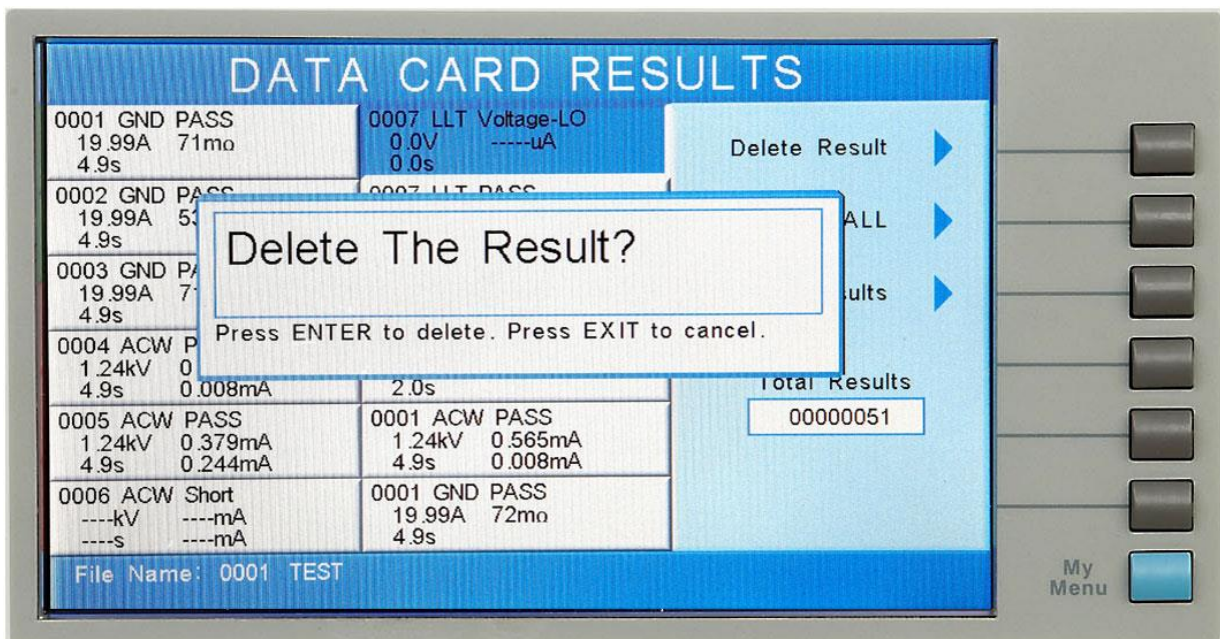 DATA CARD RESULTS
0001 GND PASS
19.99A 71mΩ
4.9s
0002 GND PASS
19.99A
4.9s
0003 GND
19.99A
4.9s
0004 ACW
1.24kV
4.9s 0.008mA
0005 ACW PASS
1.24kV 0.379mA
4.9s 0.244mA
0006 ACW Short
----kV ----mA
----s ----mA
0007 LLT Voltage-LO
0.0V -----uA
0.0s
0007 LLT PASS
2.0s
0001 ACW PASS
1.24kV 0.565mA
4.9s 0.008mA
0001 GND PASS
19.99A 72mΩ
4.9s
Delete The Result?
Press ENTER to delete. Press EXIT to cancel.
Delete Result
ALL
Total Results
00000051
File Name: 0001 TEST
My
Menu